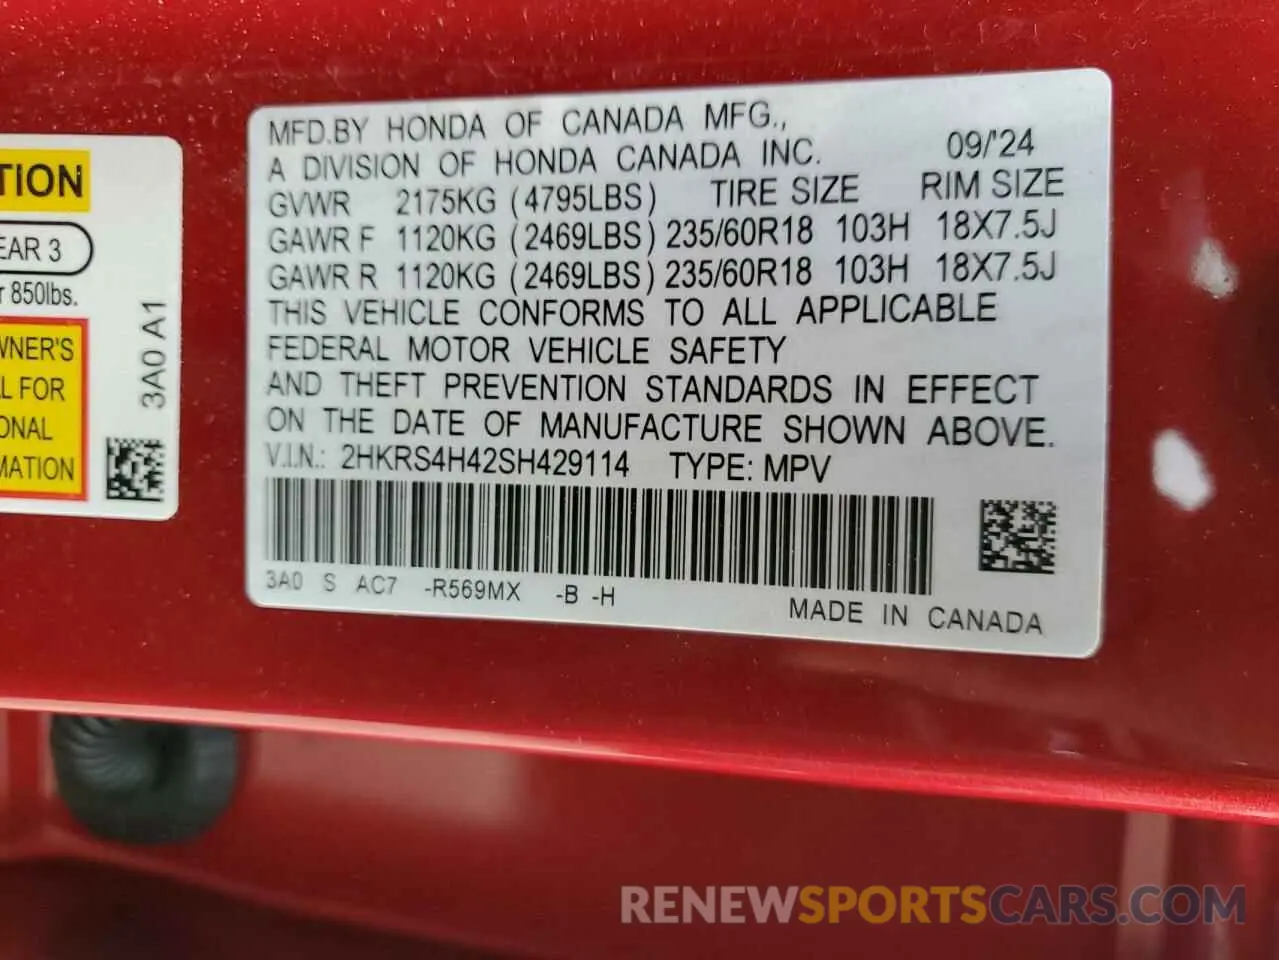 TION
EAR 3
r 850lbs.
WNER'S
L FOR
ONAL
MATION
3A0 A1
MFD.BY HONDA OF CANADA MFG.,
A DIVISION OF HONDA CANADA INC. 09/'24
GVWR 2175KG (4795LBS) TIRE SIZE RIM SIZE
GAWR F 1120KG (2469LBS) 235/60R18 103H 18X7.5J
GAWR R 1120KG (2469LBS) 235/60R18 103H 18X7.5J
THIS VEHICLE CONFORMS TO ALL APPLICABLE
FEDERAL MOTOR VEHICLE SAFETY
AND THEFT PREVENTION STANDARDS IN EFFECT
ON THE DATE OF MANUFACTURE SHOWN ABOVE.
V.I.N.: 2HKRS4H42SH429114 TYPE: MPV
3A0 S AC7 -R569MX -B -H
MADE IN CANADA
RENEWSPORTSCARS.COM